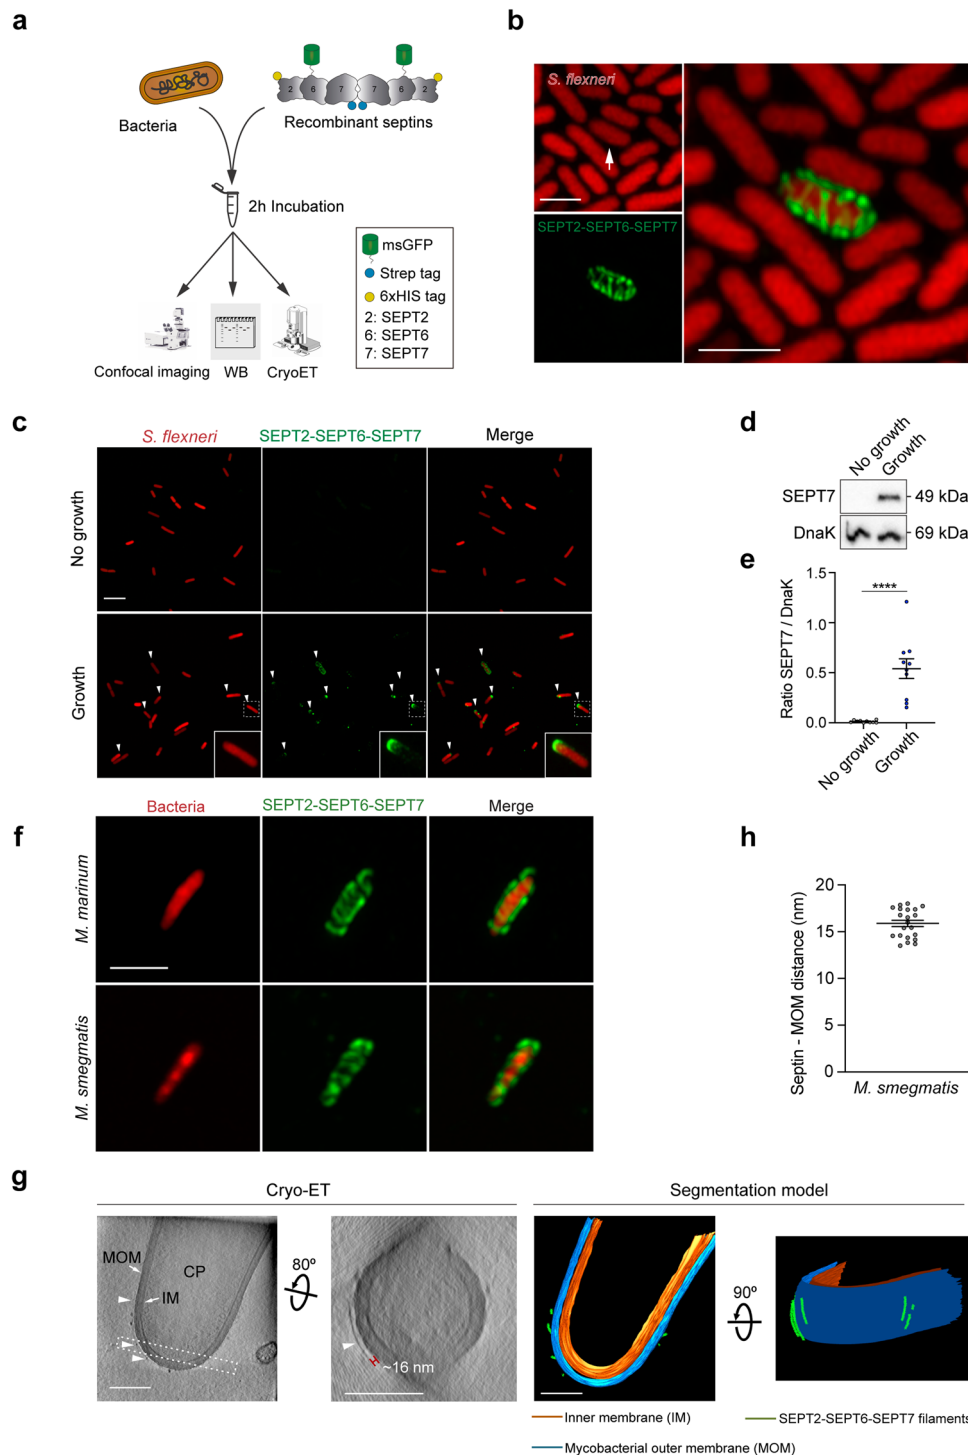 a
2 6 7 7 6 2
Bacteria
Recombinant septins
2h Incubation
msGFP
Strep tag
6xHIS tag
2: SEPT2
6: SEPT6
7: SEPT7
Confocal imaging WB CryoET
b
S. flexneri
SEPT2-SEPT6-SEPT7
c
S. flexneri SEPT2-SEPT6-SEPT7 Merge
No growth
Growth
d
No growth
Growth
SEPT7 49 kDa
DnaK 69 kDa
e
****
1.5
1.0
0.5
0.0
Ratio SEPT7 / DnaK
No growth
Growth
f
Bacteria SEPT2-SEPT6-SEPT7 Merge
M. marinum
M. smegmatis
h
20
15
10
5
0
Septin - MOM distance (nm)
M. smegmatis
g
Cryo-ET
Segmentation model
MOM
CP
IM
80º
~16 nm
90º
Inner membrane (IM)
SEPT2-SEPT6-SEPT7 filaments
Mycobacterial outer membrane (MOM)